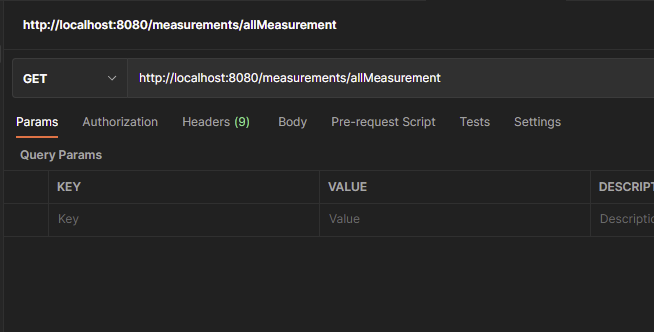 http://localhost:8080/measurements/allMeasurement
GET http://localhost:8080/measurements/allMeasurement
Params Authorization Headers (9) Body Pre-request Script Tests Settings
Query Params
KEY VALUE DESCRIPT
Key Value Descriptio